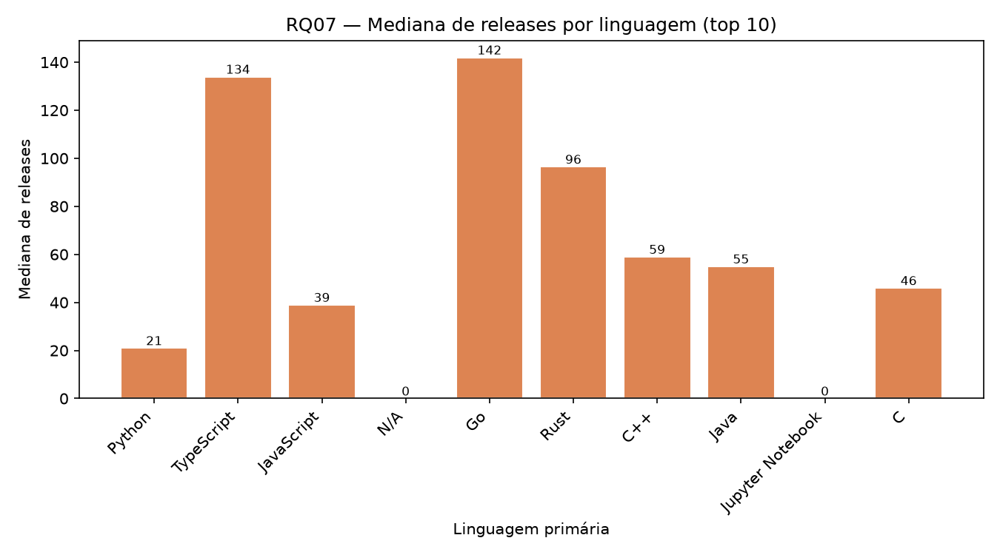 RQ07 — Mediana de releases por linguagem (top 10)
Mediana de releases
140
120
100
80
60
40
20
0
21
134
39
0
142
96
59
55
0
46
Python
TypeScript
JavaScript
N/A
Go
Rust
C++
Java
Jupyter Notebook
C
Linguagem primária